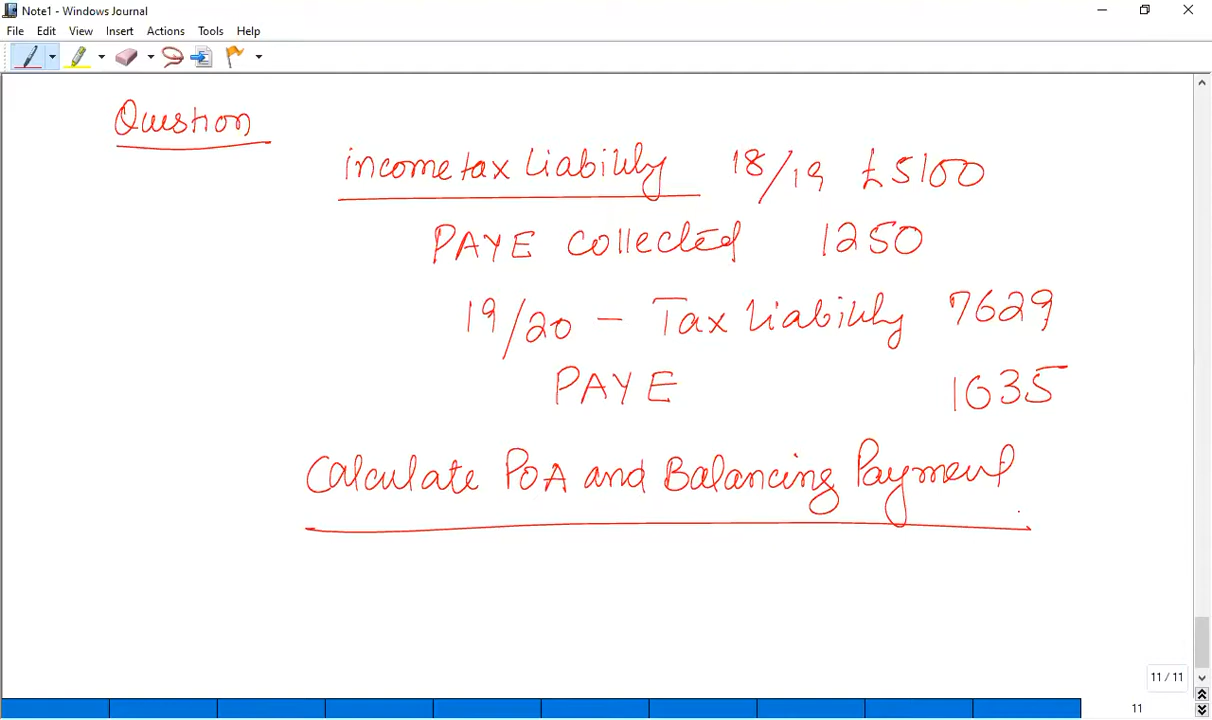 Note1 - Windows Journal
File Edit View Insert Actions Tools Help
Question
income tax liability 18/19 £5100
PAYE collected 1250
19/20 - Tax liability 7629
PAYE 1635
Calculate POA and Balancing Payment
11 / 11
11